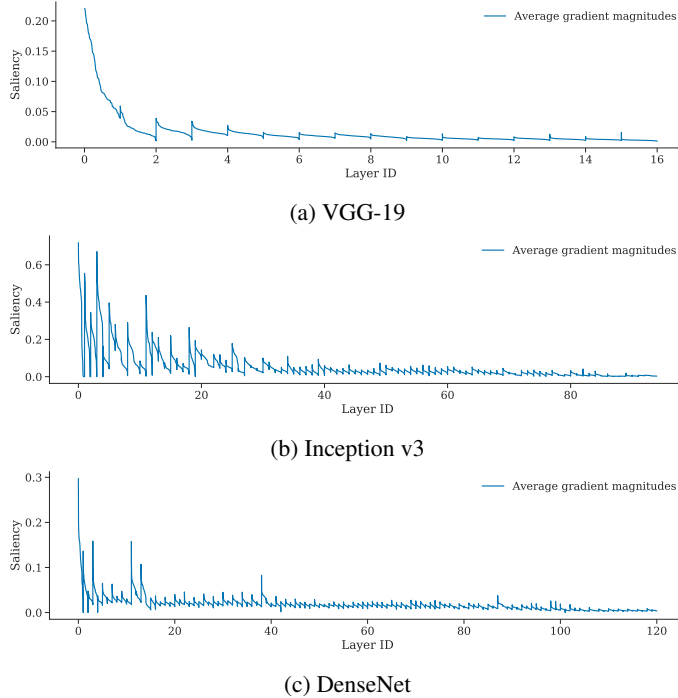 Average gradient magnitudes
Saliency
0.20
0.15
0.10
0.05
0.00
0 2 4 6 8 10 12 14 16
Layer ID
(a) VGG-19
Average gradient magnitudes
Saliency
0.6
0.4
0.2
0.0
0 20 40 60 80
Layer ID
(b) Inception v3
Average gradient magnitudes
Saliency
0.3
0.2
0.1
0.0
0 20 40 60 80 100 120
Layer ID
(c) DenseNet